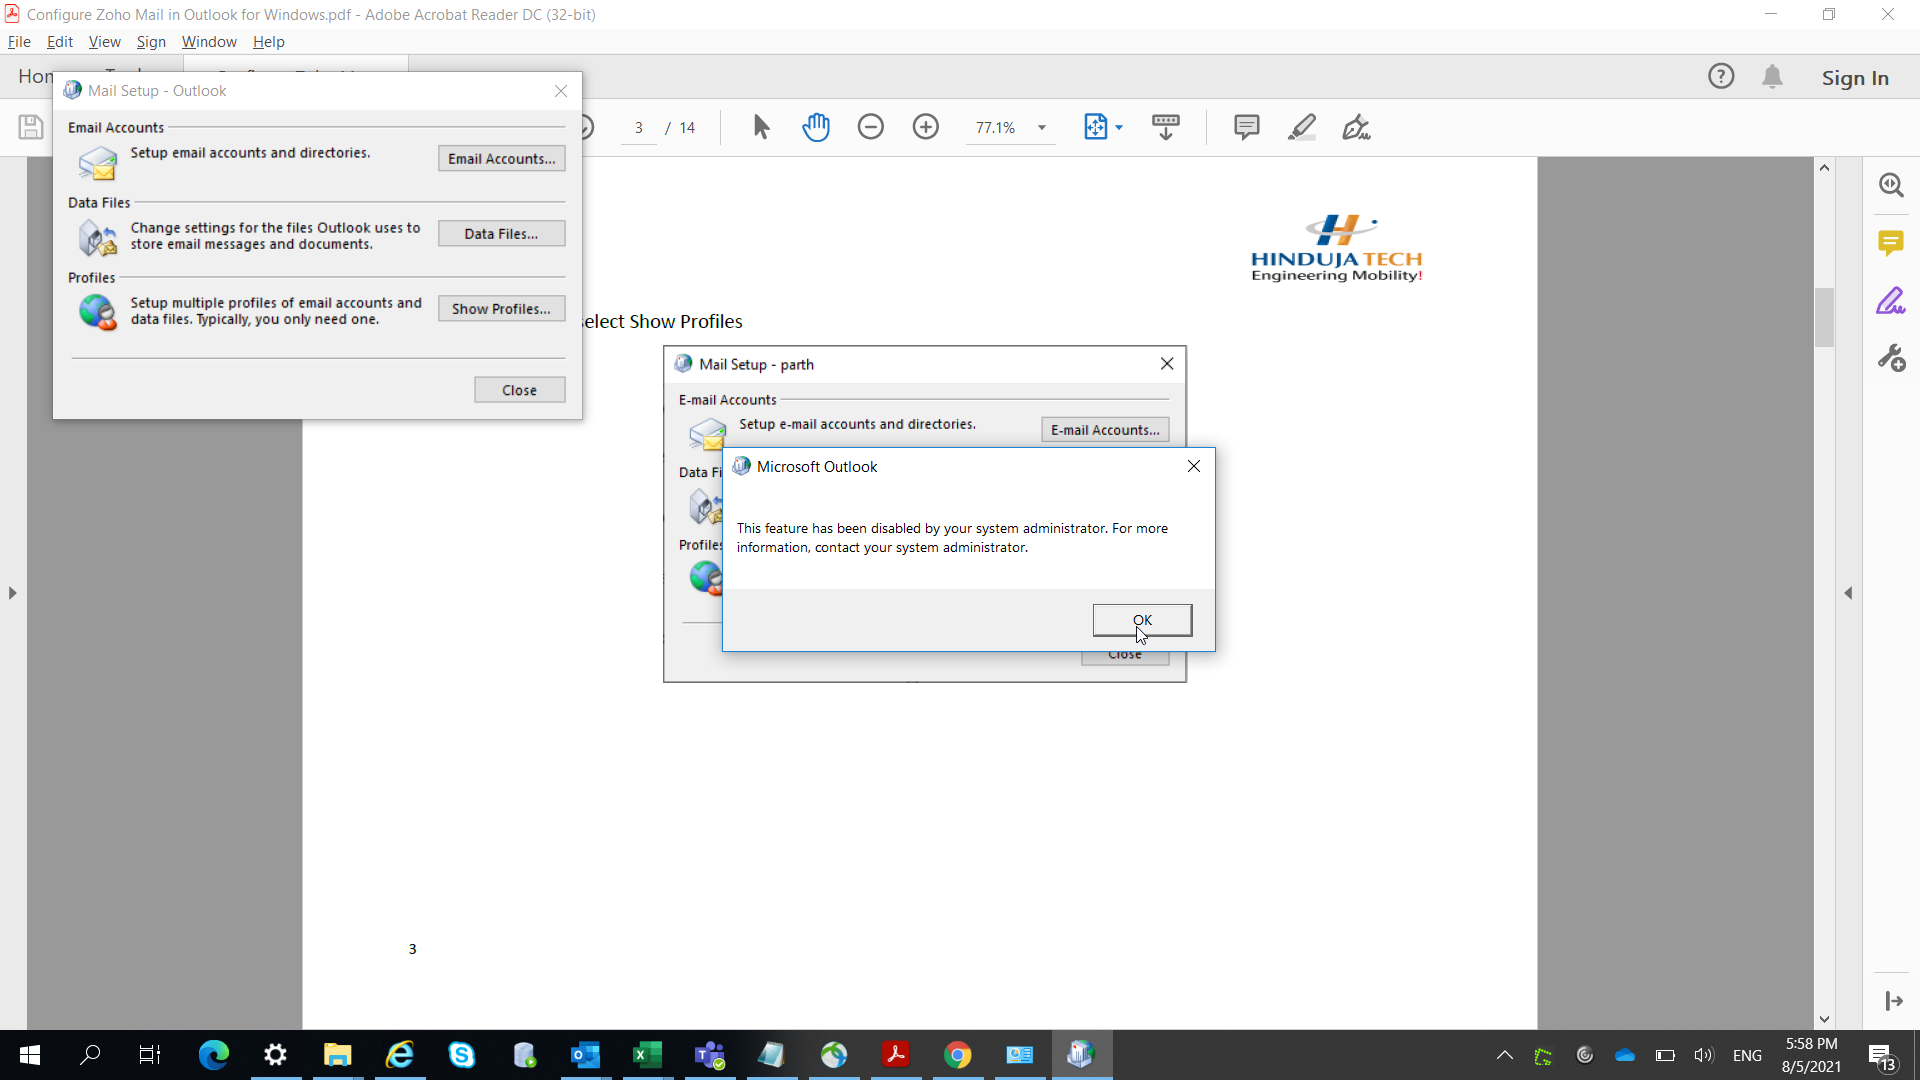 Configure Zoho Mail in Outlook for Windows.pdf - Adobe Acrobat Reader DC (32-bit)
File Edit View Sign Window Help
Sign In
Mail Setup - Outlook
3 / 14
77.1%
Email Accounts
Setup email accounts and directories.
Email Accounts...
Data Files
Change settings for the files Outlook uses to
store email messages and documents.
Data Files...
Profiles
Setup multiple profiles of email accounts and
data files. Typically, you only need one.
Show Profiles...
Close
HINDUJA TECH
Engineering Mobility!
select Show Profiles
Mail Setup - parth
E-mail Accounts
Setup e-mail accounts and directories.
E-mail Accounts...
Data Fi
Profiles
Close
Microsoft Outlook
This feature has been disabled by your system administrator. For more
information, contact your system administrator.
OK
3
ENG
5:58 PM
8/5/2021
13